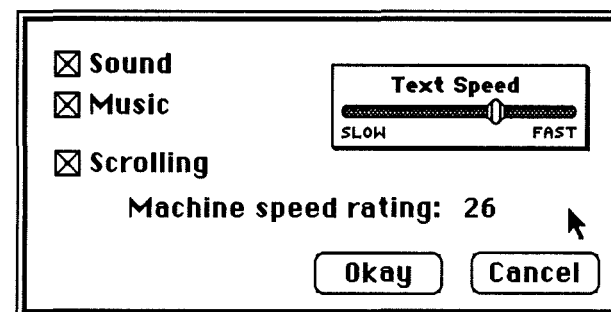 Sound
Music
Text Speed
SLOW FAST
Scrolling
Machine speed rating: 26
Okay Cancel